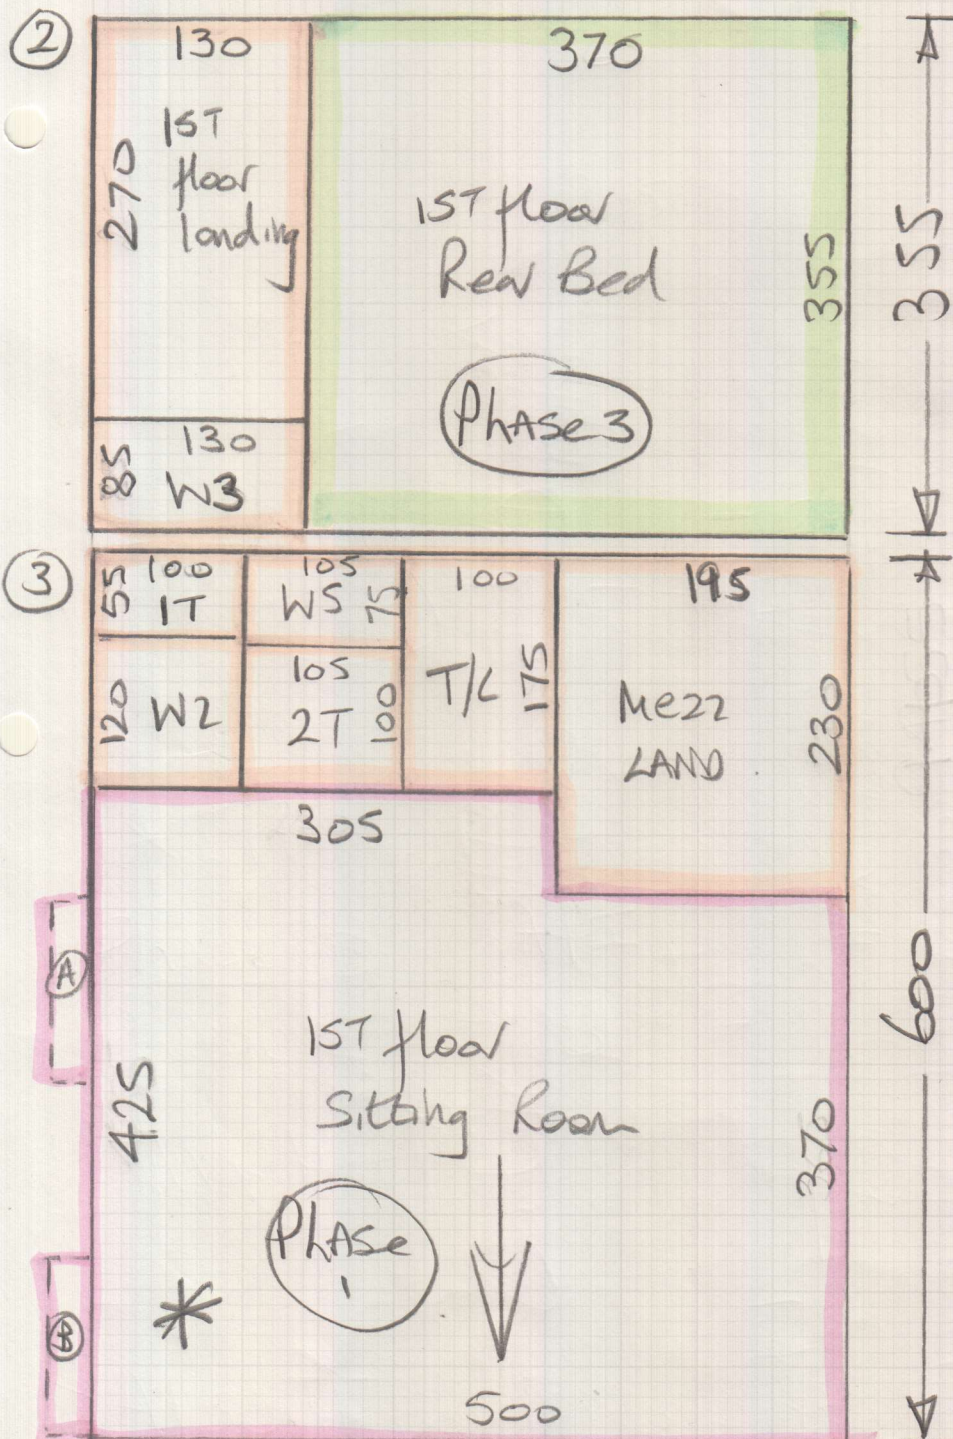 2
130
370
1ST
floor
landing
270
1ST floor
Rear Bed
355
355
Phase 3
130
85
W3
3
55
100
1T
105
W5
75
100
195
120
W2
105
2T
100
T/C
175
Mezz
LAND
230
305
A
1ST floor
Sitting Room
600
425
370
Phase
1
*
B
500